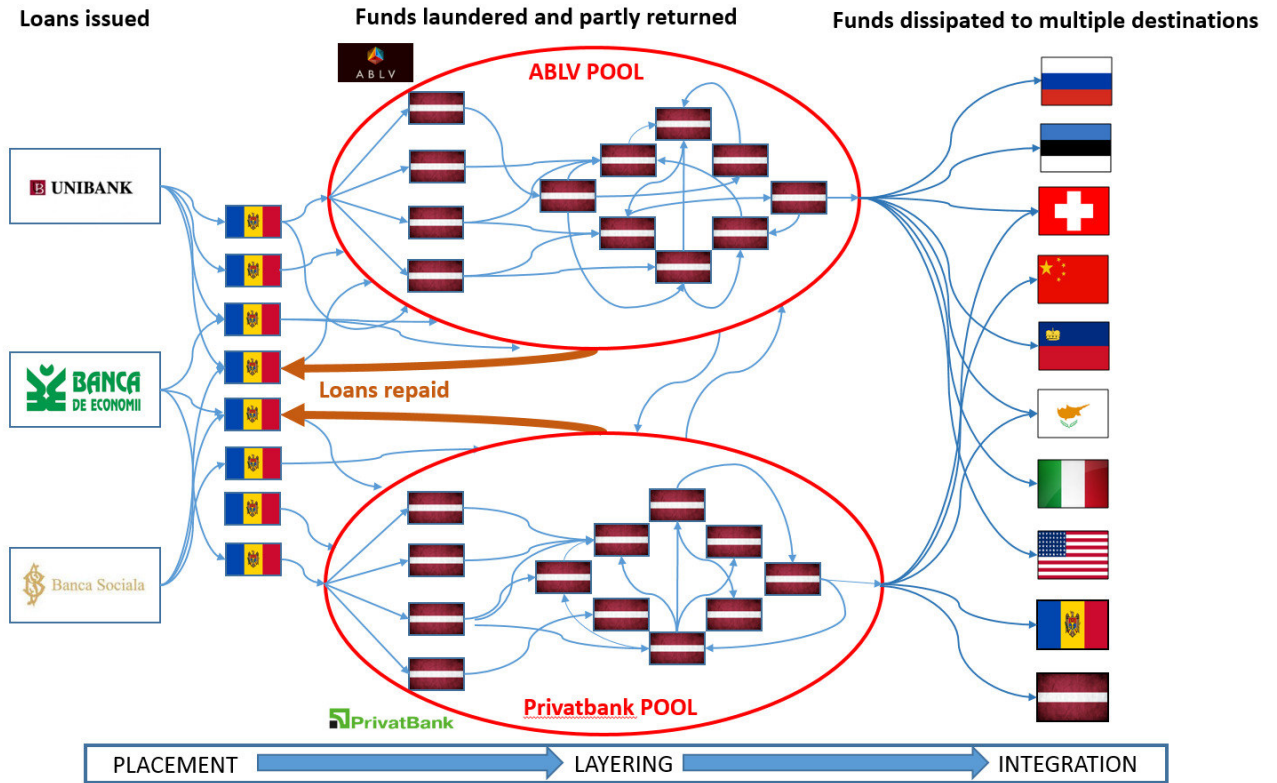 Loans issued
Funds laundered and partly returned
Funds dissipated to multiple destinations
ABLV
ABLV POOL
UNIBANK
BANCA
DE ECONOMII
Loans repaid
Banca Sociala
Privatbank POOL
PrivatBank
PLACEMENT
LAYERING
INTEGRATION